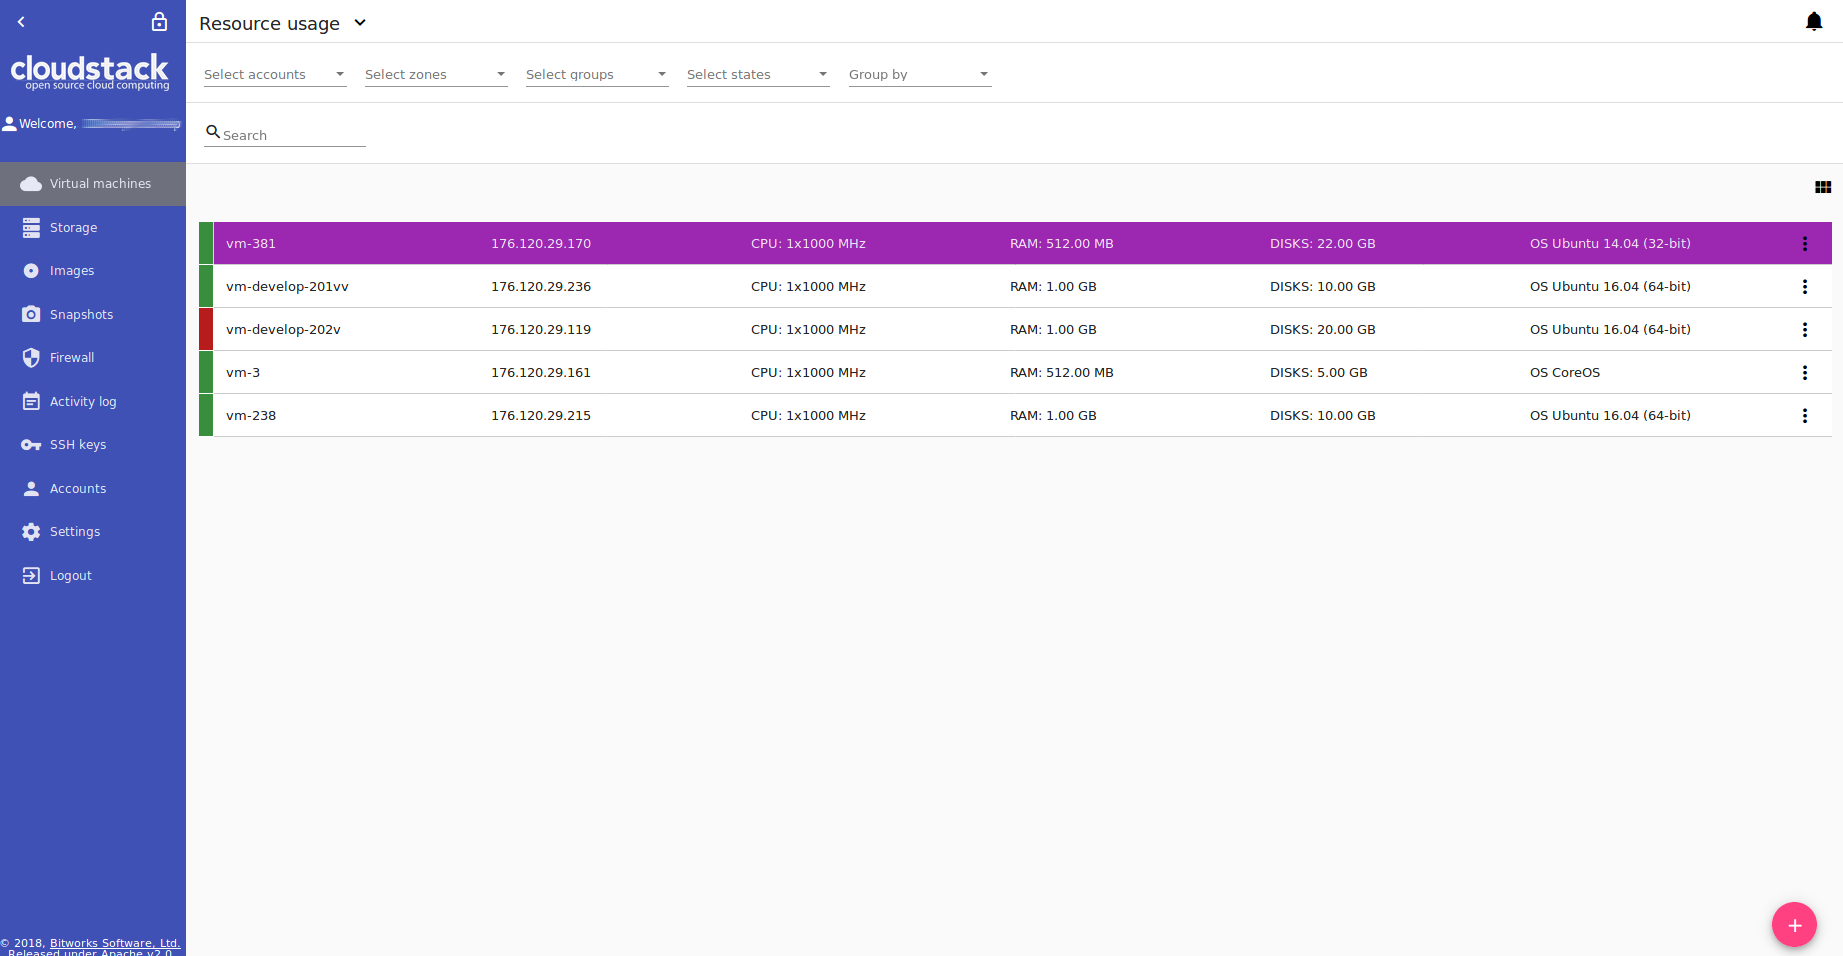 cloudstack
open source cloud computing
Welcome,
Virtual machines
Storage
Images
Snapshots
Firewall
Activity log
SSH keys
Accounts
Settings
Logout
© 2018, Bitworks Software, Ltd.
Released under Apache v2.0
Resource usage
Select accounts Select zones Select groups Select states Group by
Search
vm-381 176.120.29.170 CPU: 1x1000 MHz RAM: 512.00 MB DISKS: 22.00 GB OS Ubuntu 14.04 (32-bit)
vm-develop-201vv 176.120.29.236 CPU: 1x1000 MHz RAM: 1.00 GB DISKS: 10.00 GB OS Ubuntu 16.04 (64-bit)
vm-develop-202v 176.120.29.119 CPU: 1x1000 MHz RAM: 1.00 GB DISKS: 20.00 GB OS Ubuntu 16.04 (64-bit)
vm-3 176.120.29.161 CPU: 1x1000 MHz RAM: 512.00 MB DISKS: 5.00 GB OS CoreOS
vm-238 176.120.29.215 CPU: 1x1000 MHz RAM: 1.00 GB DISKS: 10.00 GB OS Ubuntu 16.04 (64-bit)